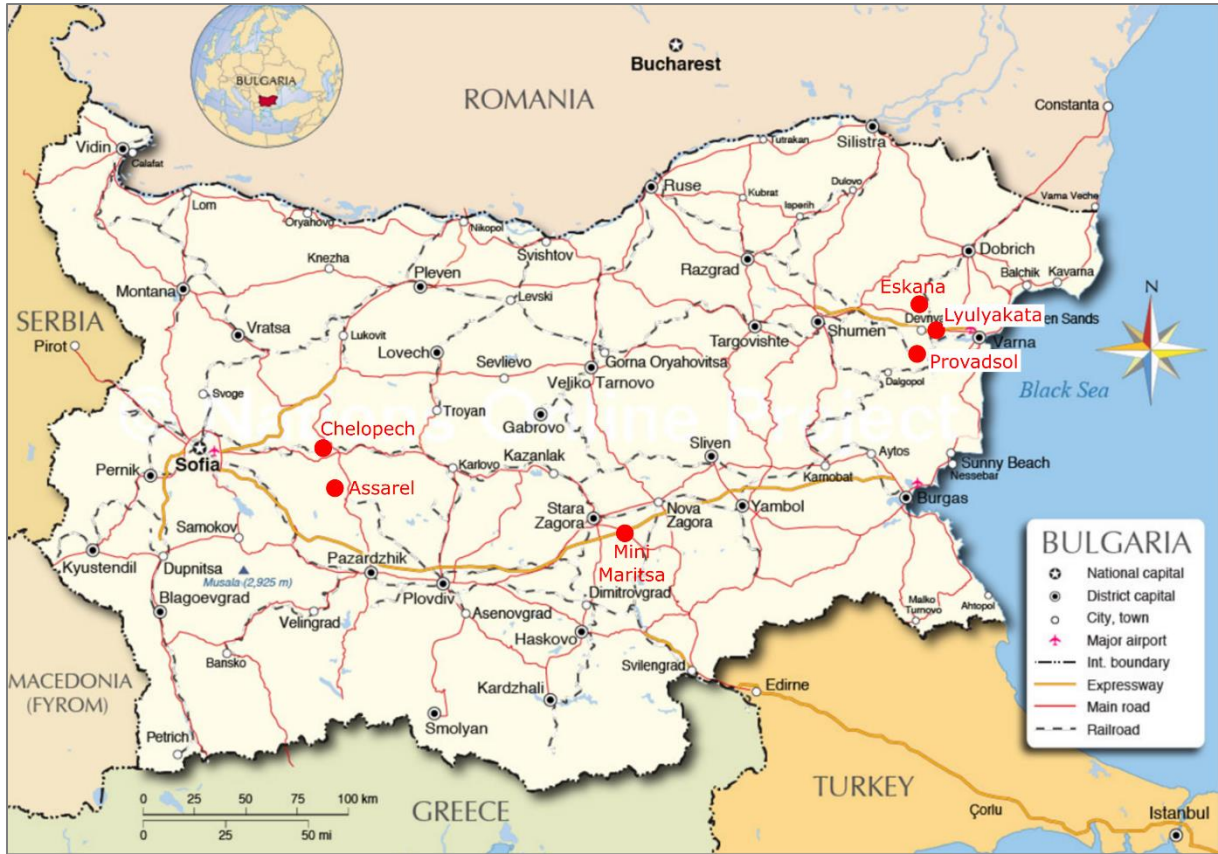 BULGARIA
Bucharest
ROMANIA
Constanta
Vidin
Calafat
Silistra
Tutrakan
Ruse
Dulovo
Kubrat
Isperih
Vama Veche
Lom
Oryahovo
Nikopol
Svishtov
Dobrich
Knezha
Pleven
Razgrad
Balchik
Kavarna
Montana
Levski
Eskana
SERBIA
Pirot
Vratsa
Lukovit
Lovech
Sevlievo
Gorna Oryahovitsa
Veliko Tarnovo
Targovishte
Shumen
Devnya
Lyulyakata
en Sands
Varna
Provadsol
Dalgopol
N
Black Sea
Svoge
Troyan
Gabrovo
© Nations Online Project
Chelopech
Sofia
Pernik
Assarel
Karlovo
Kazanlak
Sliven
Karnobat
Aytos
Sunny Beach
Nessebar
Burgas
Samokov
Stara
Zagora
Nova
Zagora
Yambol
Mini
Maritsa
Kyustendil
Dupnitsa
Musala (2,925 m)
Pazardzhik
Plovdiv
Blagoevgrad
Velingrad
Asenovgrad
Dimitrovgrad
Haskovo
Malko
Turnovo
Ahtopol
Bansko
Svilengrad
Edirne
MACEDONIA
(FYROM)
Petrich
Smolyan
Kardzhali
0 25 50 75 100 km
0 25 50 mi
GREECE
TURKEY
Çorlu
Istanbul
BULGARIA
National capital
District capital
City, town
Major airport
Int. boundary
Expressway
Main road
Railroad